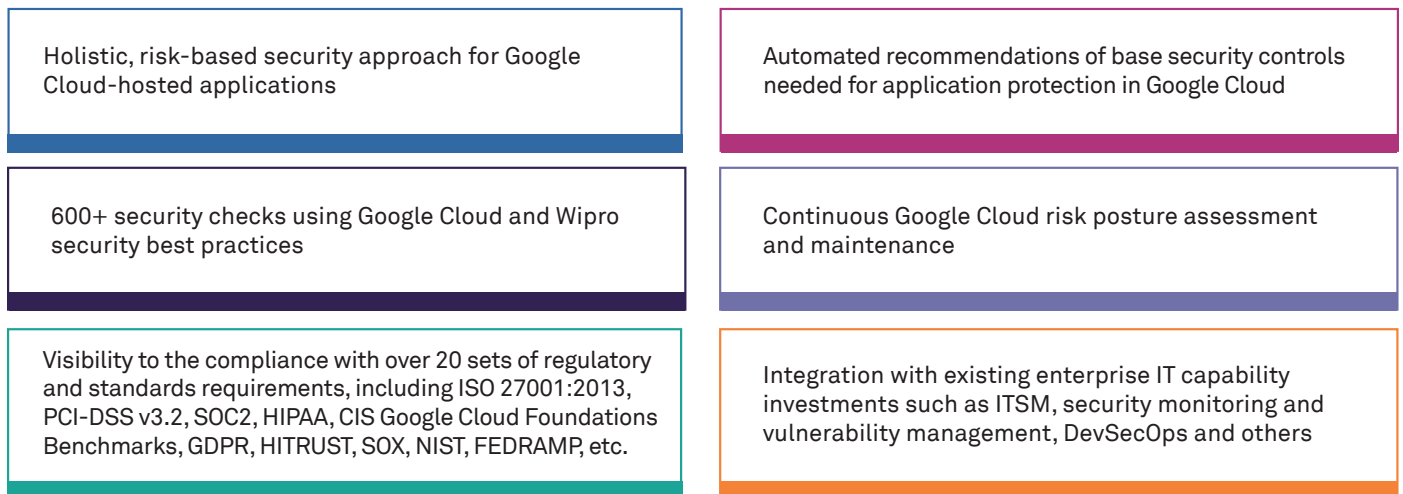 Holistic, risk-based security approach for Google
Cloud-hosted applications
Automated recommendations of base security controls
needed for application protection in Google Cloud
600+ security checks using Google Cloud and Wipro
security best practices
Continuous Google Cloud risk posture assessment
and maintenance
Visibility to the compliance with over 20 sets of regulatory
and standards requirements, including ISO 27001:2013,
PCI-DSS v3.2, SOC2, HIPAA, CIS Google Cloud Foundations
Benchmarks, GDPR, HITRUST, SOX, NIST, FEDRAMP, etc.
Integration with existing enterprise IT capability
investments such as ITSM, security monitoring and
vulnerability management, DevSecOps and others